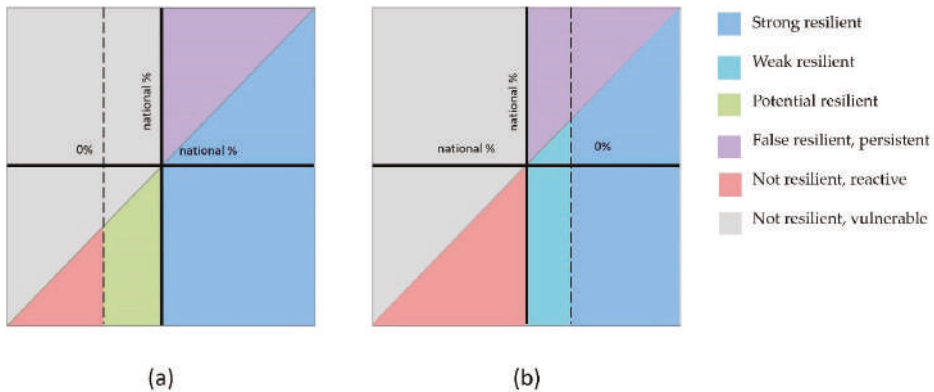 national %
0%
national %
(a)
national %
national %
0%
(b)
Strong resilient
Weak resilient
Potential resilient
False resilient, persistent
Not resilient, reactive
Not resilient, vulnerable